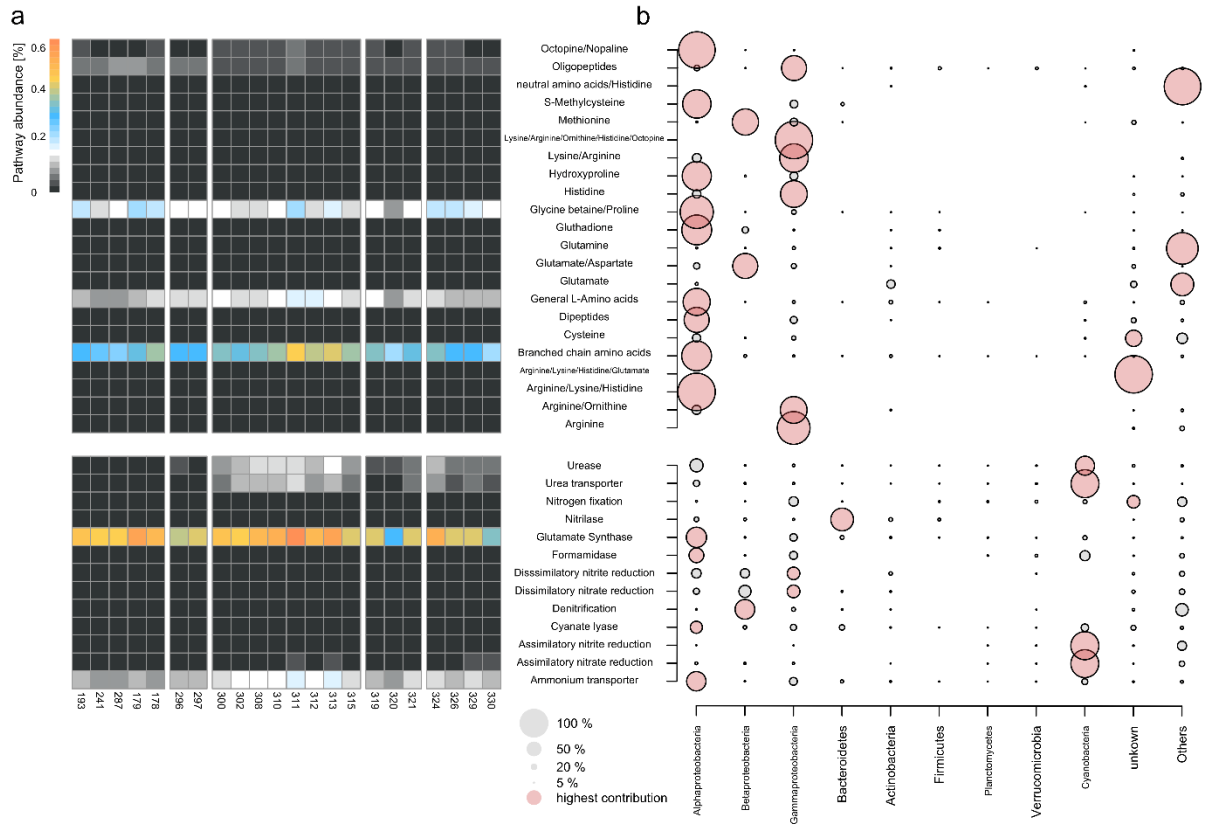 a
b
Pathway abundance [%]
0.6
0.4
0.2
0
Octopine/Nopaline
Oligopeptides
neutral amino acids/Histidine
S-Methylcysteine
Methionine
Lysine/Arginine/Ornithine/Histidine/Octopine
Lysine/Arginine
Hydroxyproline
Histidine
Glycine betaine/Proline
Gluthadione
Glutamine
Glutamate/Aspartate
Glutamate
General L-Amino acids
Dipeptides
Cysteine
Branched chain amino acids
Arginine/Lysine/Histidine/Glutamate
Arginine/Lysine/Histidine
Arginine/Ornithine
Arginine
Urease
Urea transporter
Nitrogen fixation
Nitrilase
Glutamate Synthase
Formamidase
Disssimilatory nitrite reduction
Dissimilatory nitrate reduction
Denitrification
Cyanate lyase
Assimilatory nitrite reduction
Assimilatory nitrate reduction
Ammonium transporter
193 241 287 179 178 296 297 300 302 308 310 311 312 313 315 319 320 321 324 326 329 330
100 %
50 %
20 %
5 %
highest contribution
Alphaproteobacteria
Betaproteobacteria
Gammaproteobacteria
Bacteroidetes
Actinobacteria
Firmicutes
Planctomycetes
Verrucomicrobia
Cyanobacteria
unkown
Others